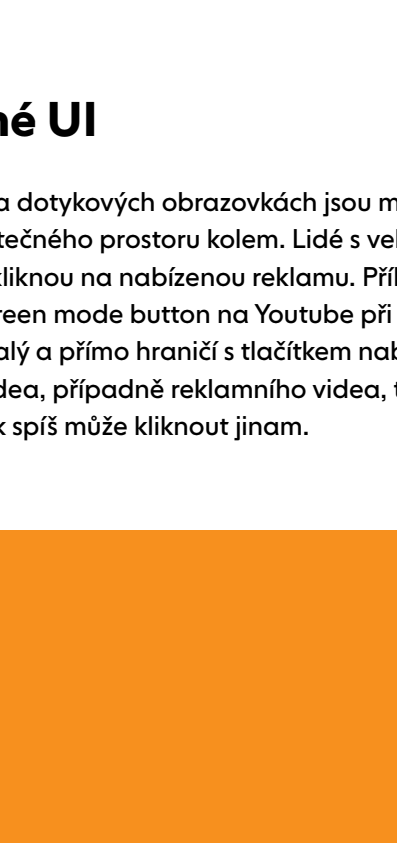 né UI
a dotykových obrazovkách jsou m
tečného prostoru kolem. Lidé s vel
kliknou na nabízenou reklamu. Pří
reen mode button na Youtube při
alý a přímo hraničí s tlačítkem nab
dea, případně reklamního videa, t
k spíš může kliknout jinam.